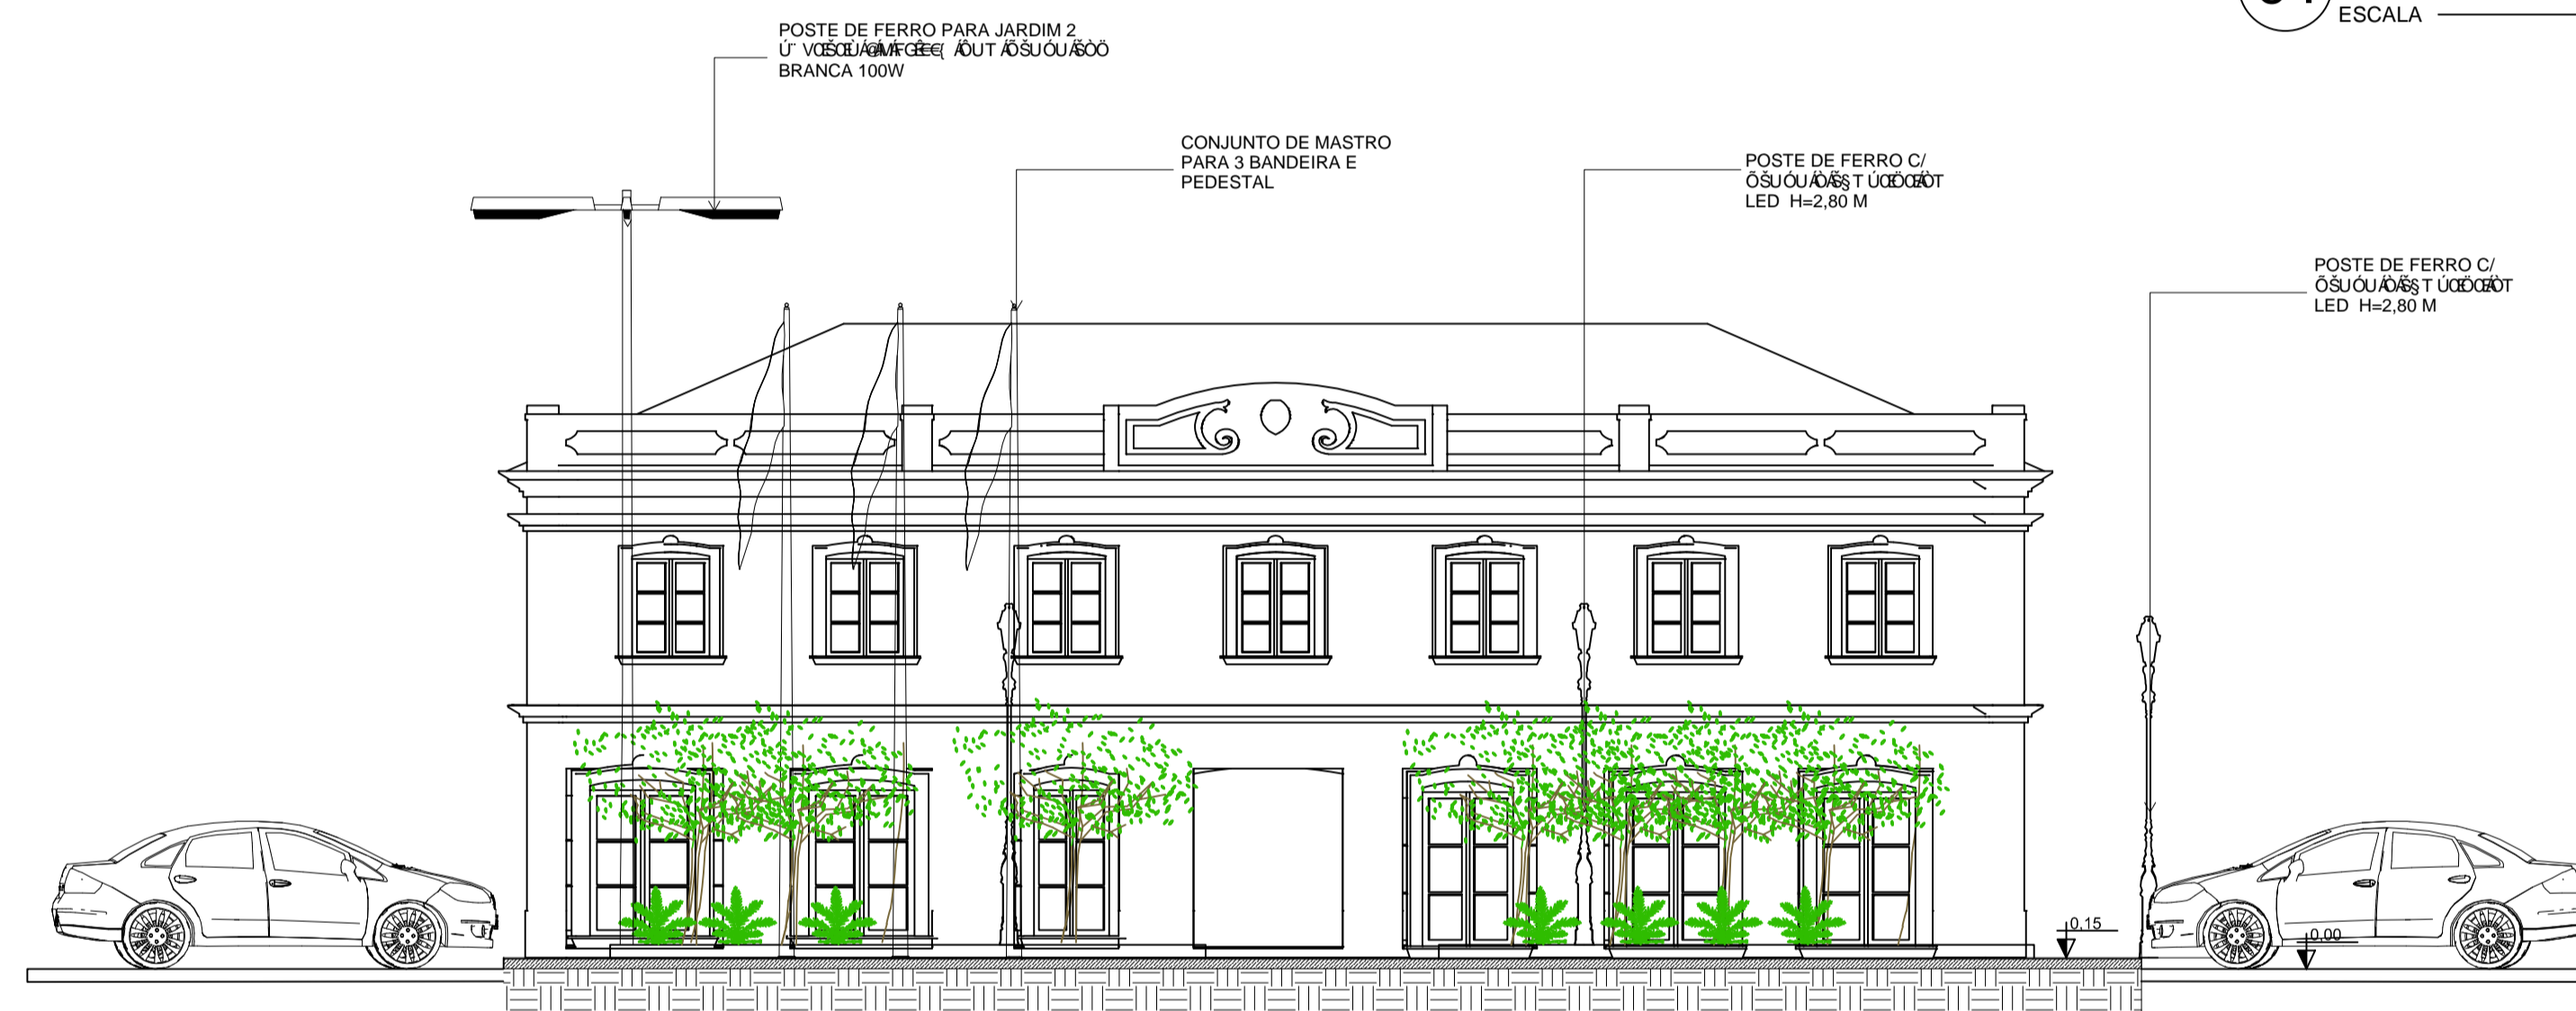 ESCALA
POSTE DE FERRO PARA JARDIM 2
BRANCA 100W
CONJUNTO DE MASTRO
PARA 3 BANDEIRA E
PEDESTAL
POSTE DE FERRO C/
LED H=2,80 M
POSTE DE FERRO C/
LED H=2,80 M
0.15
0.00